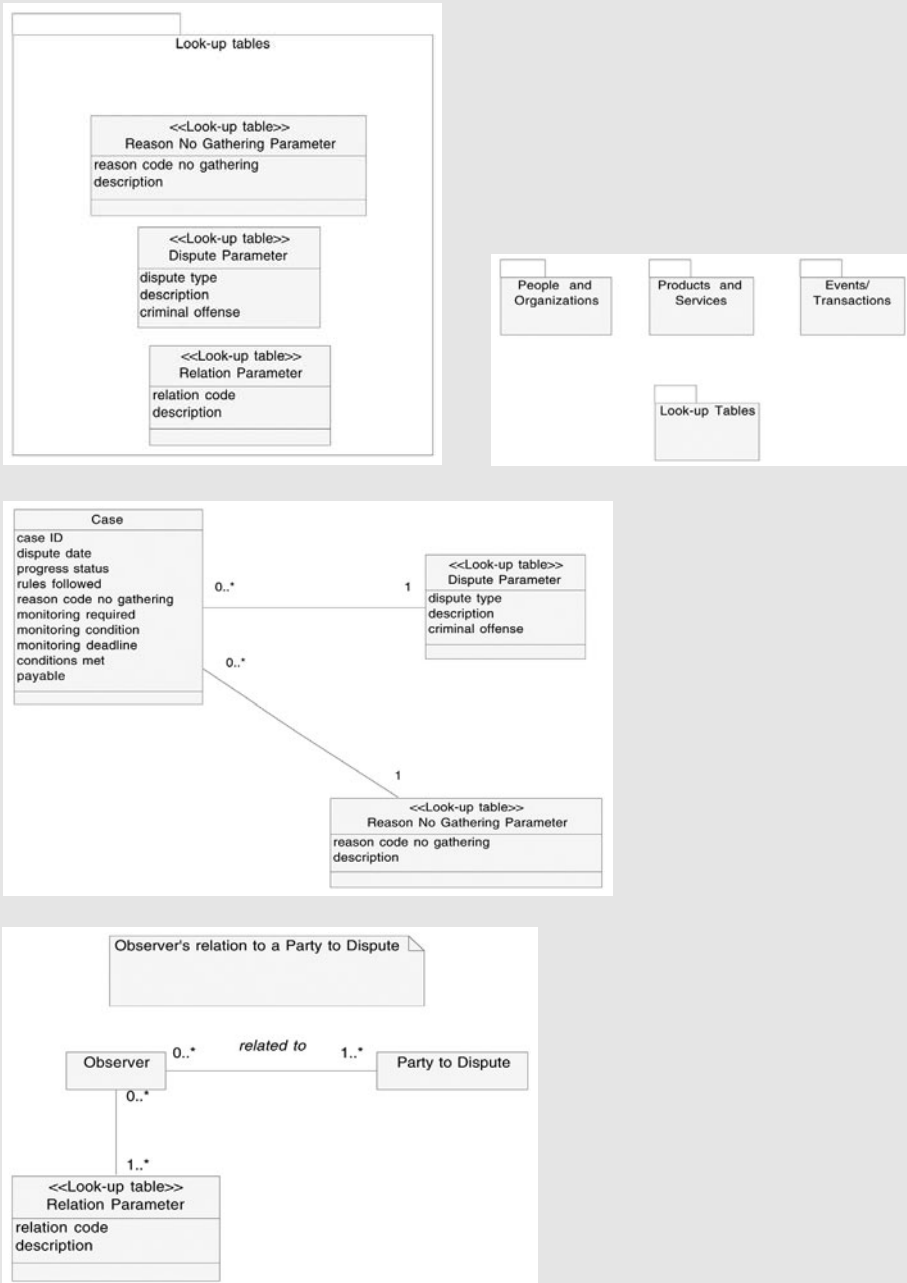 Look-up tables
<<Look-up table>>
Reason No Gathering Parameter
reason code no gathering
description
<<Look-up table>>
Dispute Parameter
dispute type
description
criminal offense
<<Look-up table>>
Relation Parameter
relation code
description
People and
Organizations
Products and
Services
Events/
Transactions
Look-up Tables
Case
case ID
dispute date
progress status
rules followed
reason code no gathering
monitoring required
monitoring condition
monitoring deadline
conditions met
payable
0..*
1
<<Look-up table>>
Dispute Parameter
dispute type
description
criminal offense
0..*
1
<<Look-up table>>
Reason No Gathering Parameter
reason code no gathering
description
Observer's relation to a Party to Dispute
Observer
0..*
related to
1..*
Party to Dispute
0..*
1..*
<<Look-up table>>
Relation Parameter
relation code
description